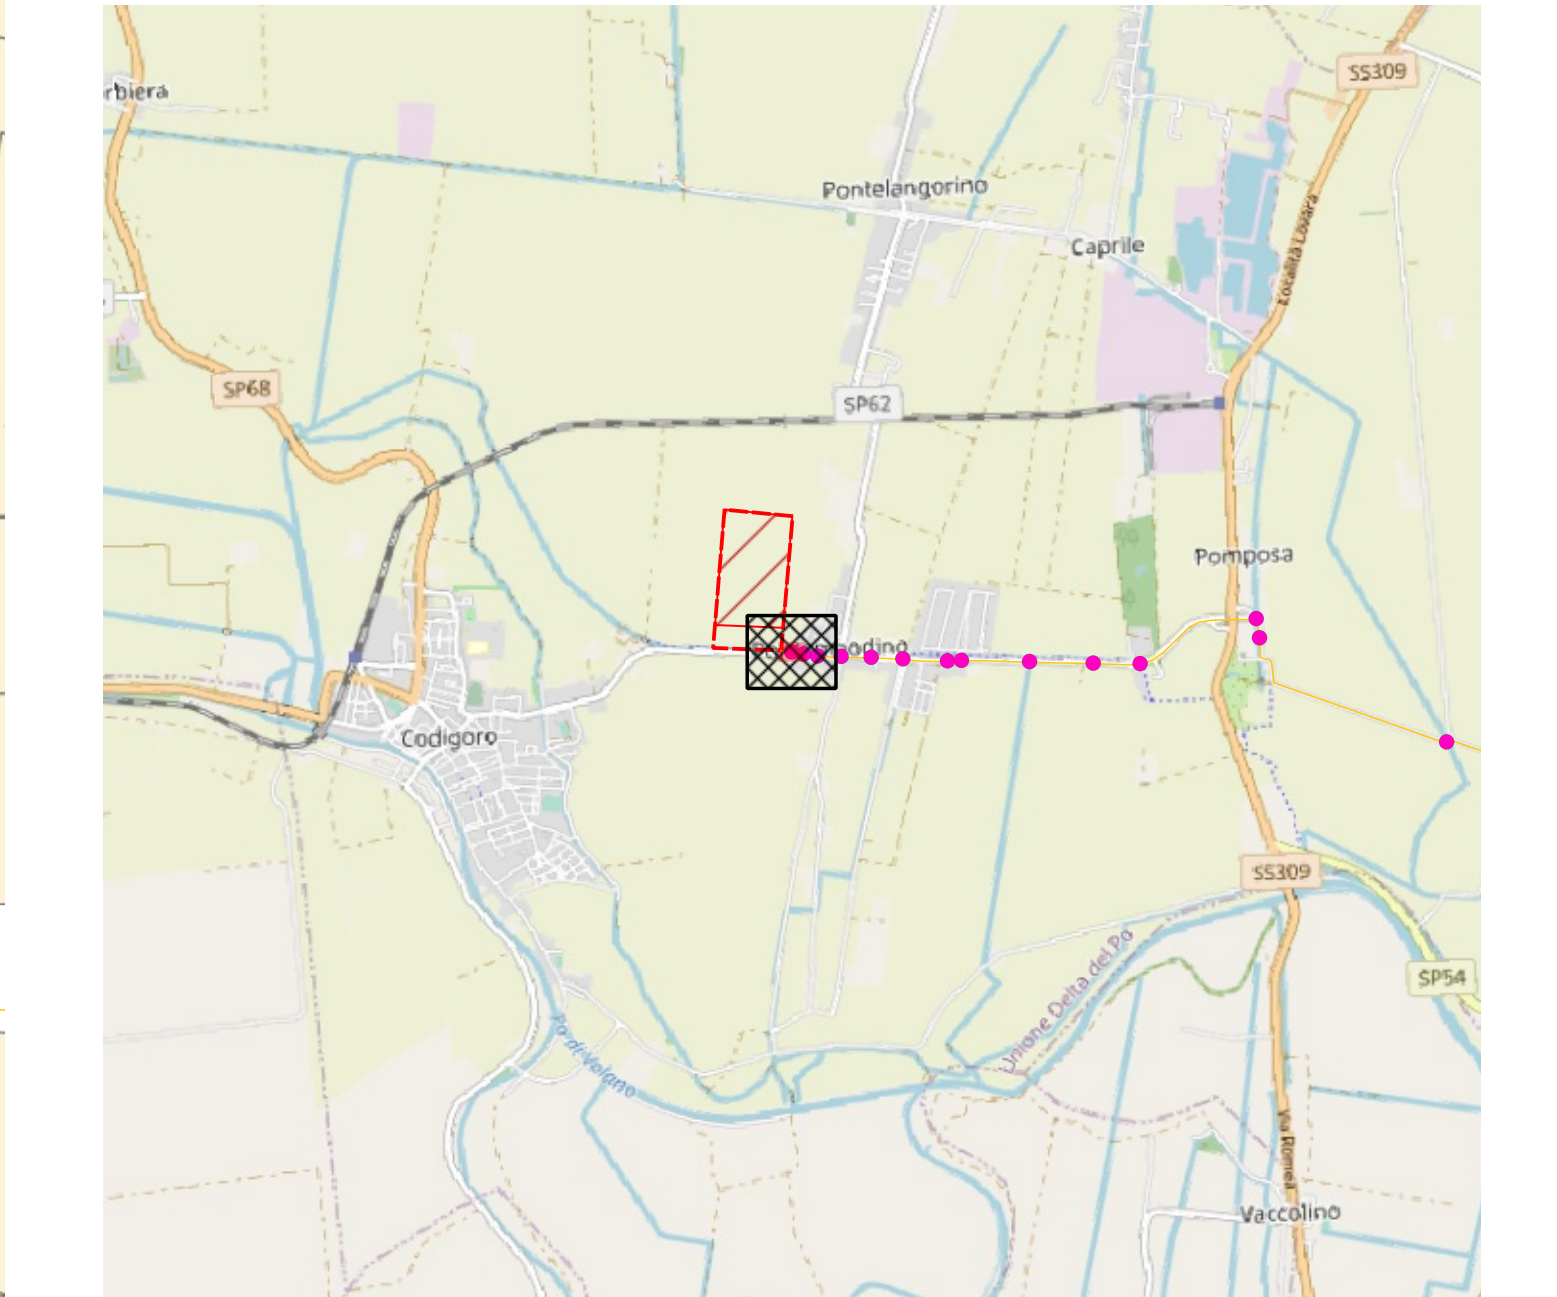 SS309
rbiera
Pontelangorino
Caprile
Località Lovara
SP68
SP62
Pomposa
Codigoro
SS309
Unione Delta del Po
SP54
Po di Volano
Via Romea
Vaccolino